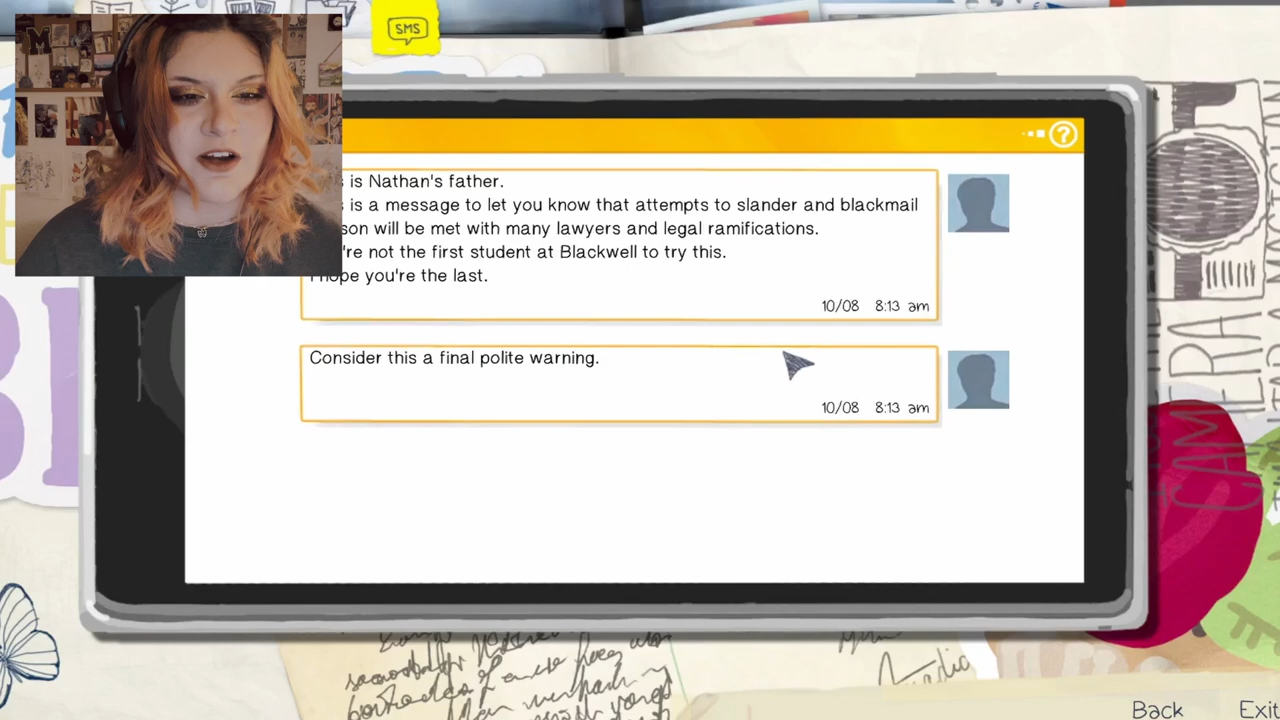 SMS
is Nathan's father.
is a message to let you know that attempts to slander and blackmail
son will be met with many lawyers and legal ramifications.
're not the first student at Blackwell to try this.
I hope you're the last.
10/08 8:13 am
Consider this a final polite warning.
10/08 8:13 am
CAMERA
Back
Exit